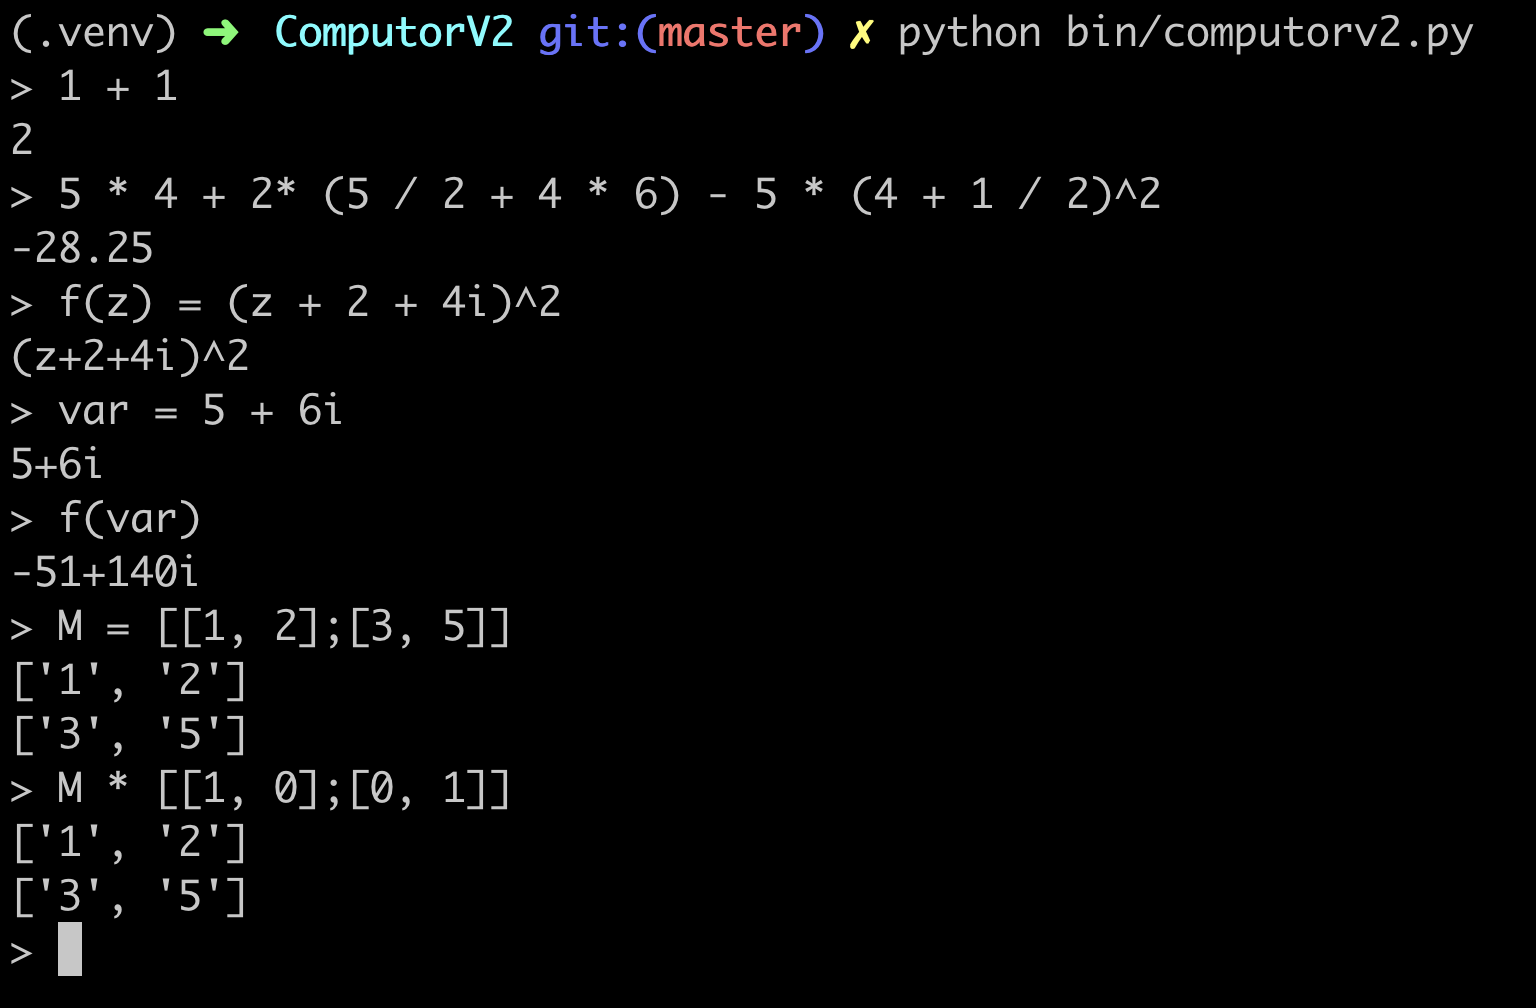 (.venv) ➜  ComputorV2 git:(master) ✗ python bin/computorv2.py
> 1 + 1
2
> 5 * 4 + 2* (5 / 2 + 4 * 6) - 5 * (4 + 1 / 2)^2
-28.25
> f(z) = (z + 2 + 4i)^2
(z+2+4i)^2
> var = 5 + 6i
5+6i
> f(var)
-51+140i
> M = [[1, 2];[3, 5]]
['1', '2']
['3', '5']
> M * [[1, 0];[0, 1]]
['1', '2']
['3', '5']
>